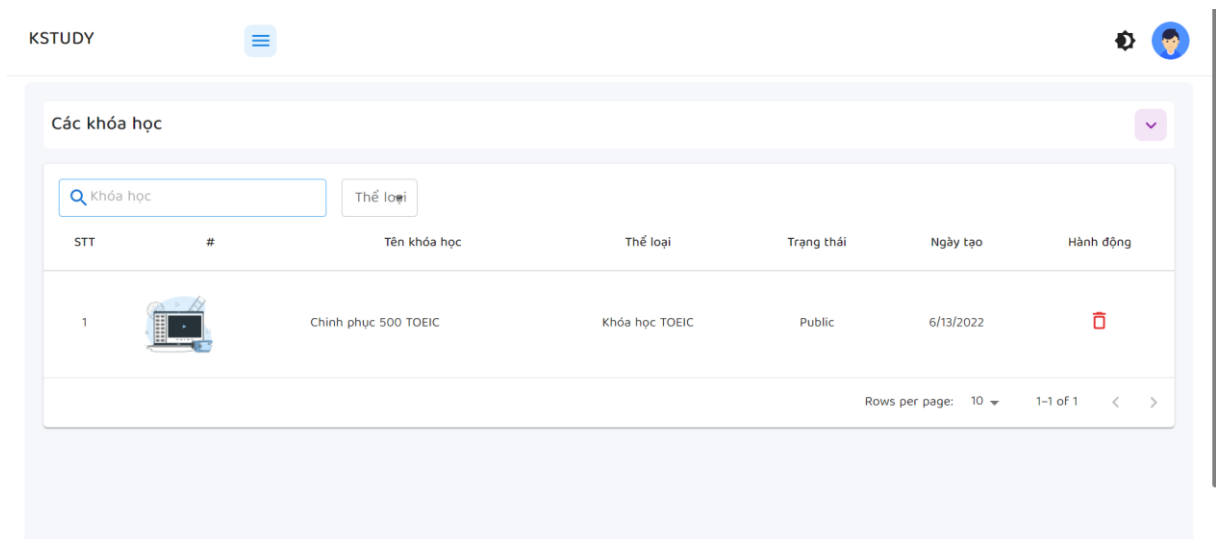 KSTUDY
Các khóa học
Khóa học
Thể loại
STT # Tên khóa học Thể loại Trạng thái Ngày tạo Hành động
1 Chinh phục 500 TOEIC Khóa học TOEIC Public 6/13/2022
Rows per page: 10 1–1 of 1